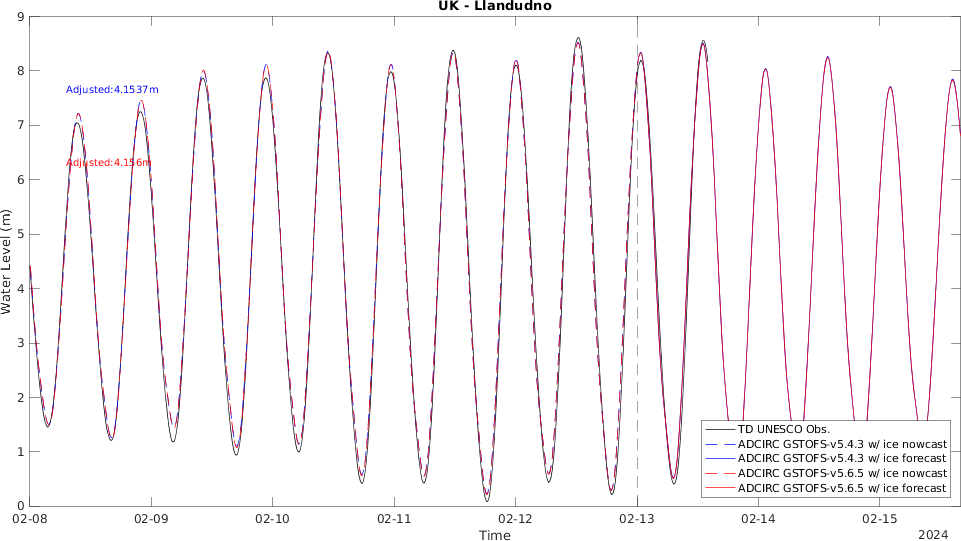 UK - Llandudno
Water Level (m)
9
8
7
6
5
4
3
2
1
0
Adjusted:4.1537m
Adjusted:4.156m
TD UNESCO Obs.
ADCIRC GSTOFS-v5.4.3 w/ ice nowcast
ADCIRC GSTOFS-v5.4.3 w/ ice forecast
ADCIRC GSTOFS-v5.6.5 w/ ice nowcast
ADCIRC GSTOFS-v5.6.5 w/ ice forecast
02-08 02-09 02-10 02-11 02-12 02-13 02-14 02-15
Time
2024